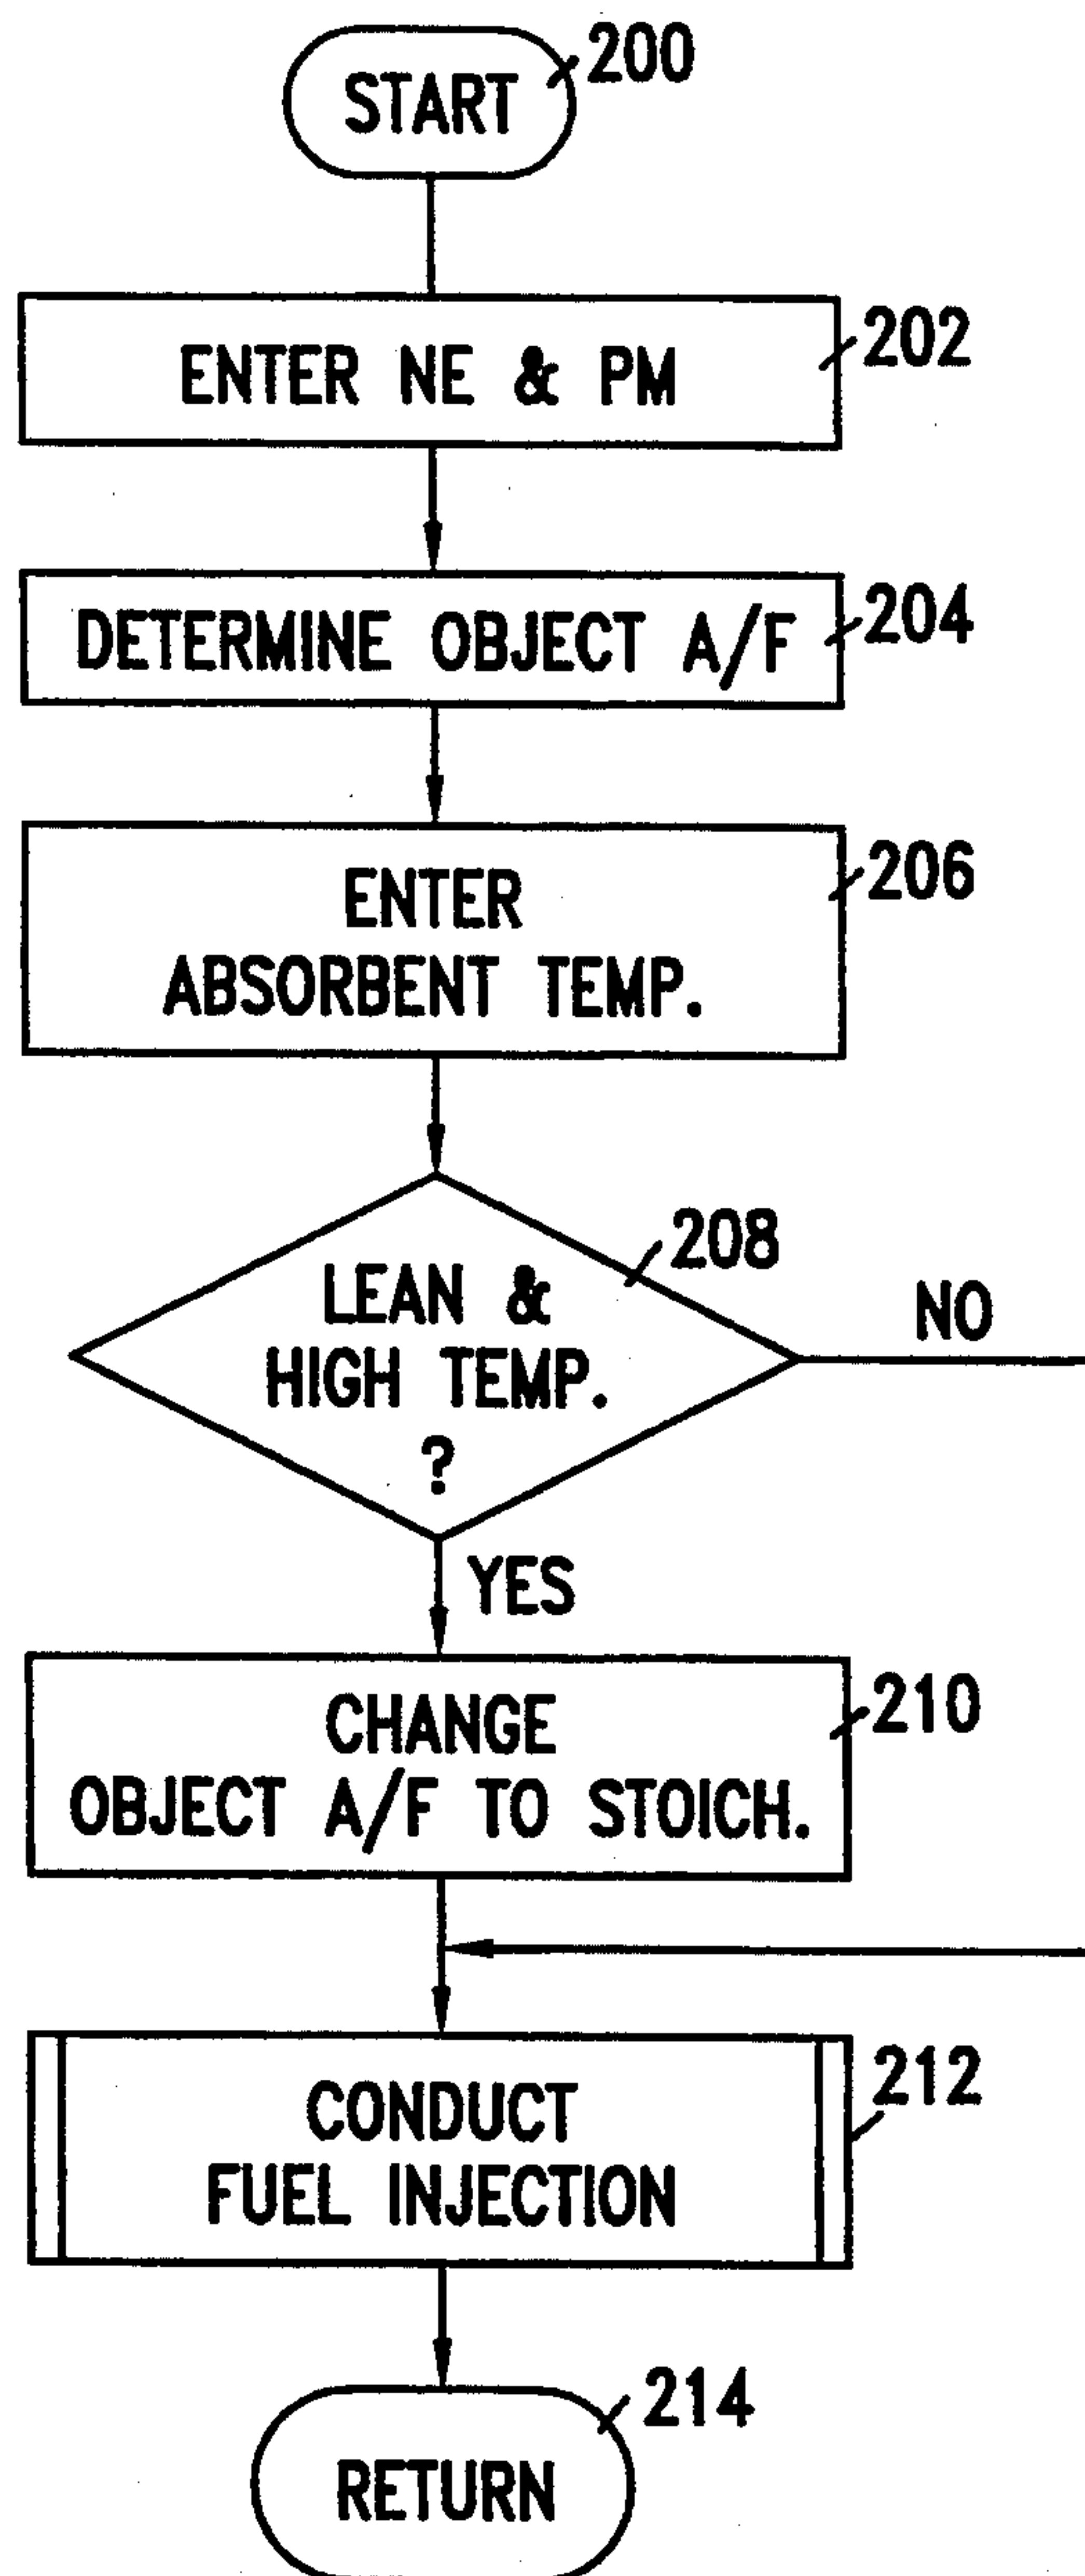 START
200
ENTER NE & PM
202
DETERMINE OBJECT A/F
204
ENTER
ABSORBENT TEMP.
206
LEAN &
HIGH TEMP.
?
208
NO
YES
CHANGE
OBJECT A/F TO STOICH.
210
CONDUCT
FUEL INJECTION
212
RETURN
214